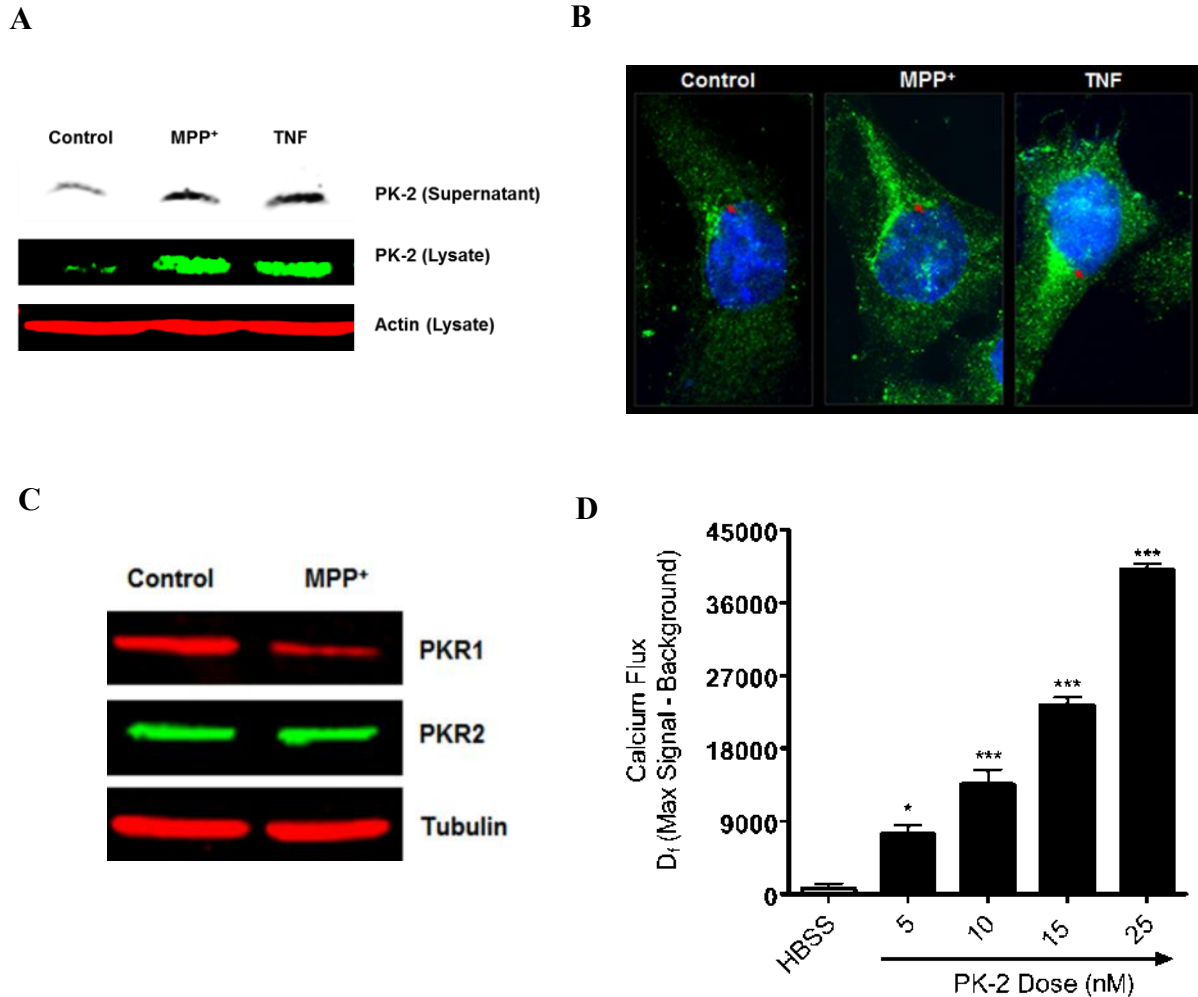 A
Control MPP⁺ TNF
PK-2 (Supernatant)
PK-2 (Lysate)
Actin (Lysate)
B
Control MPP⁺ TNF
C
Control MPP⁺
PKR1
PKR2
Tubulin
D
Calcium Flux
D_f (Max Signal - Background)
45000
36000
27000
18000
9000
0
*
***
***
***
HBSS 5 10 15 25
PK-2 Dose (nM)